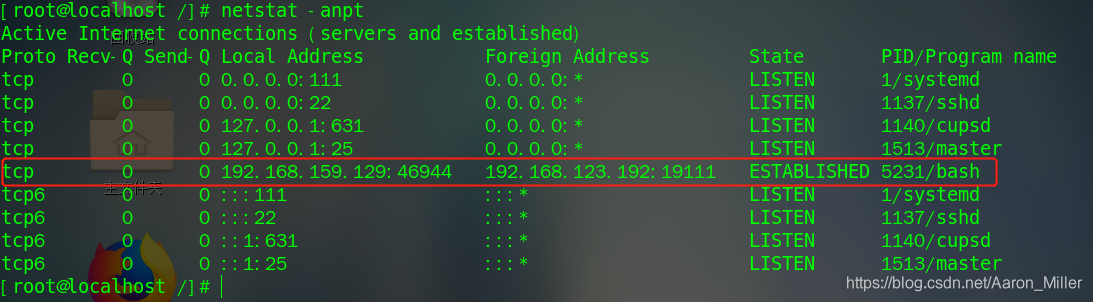 [root@localhost /]# netstat -anpt
Active Internet connections (servers and established)
Proto Recv-Q Send-Q Local Address Foreign Address State PID/Program name
tcp 0 0 0.0.0.0:111 0.0.0.0:* LISTEN 1/systemd
tcp 0 0 0.0.0.0:22 0.0.0.0:* LISTEN 1137/sshd
tcp 0 0 127.0.0.1:631 0.0.0.0:* LISTEN 1140/cupsd
tcp 0 0 127.0.0.1:25 0.0.0.0:* LISTEN 1513/master
tcp 0 0 192.168.159.129:46944 192.168.123.192:19111 ESTABLISHED 5231/bash
tcp6 0 0 :::111 :::* LISTEN 1/systemd
tcp6 0 0 :::22 :::* LISTEN 1137/sshd
tcp6 0 0 ::1:631 :::* LISTEN 1140/cupsd
tcp6 0 0 ::1:25 :::* LISTEN 1513/master
[root@localhost /]#
回收站
主文件夹
https://blog.csdn.net/Aaron_Miller